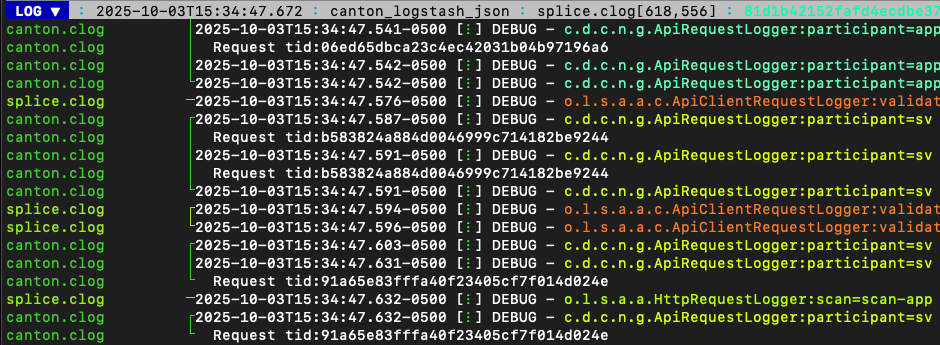 LOG ▼ : 2025-10-03T15:34:47.672 : canton_logstash_json : splice.clog[618,556] : 81d1b42152fafd4ecdbe37
canton.clog 2025-10-03T15:34:47.541-0500 [⋮] DEBUG - c.d.c.n.g.ApiRequestLogger:participant=app
canton.clog Request tid:06ed65dbca23c4ec42031b04b97196a6
canton.clog 2025-10-03T15:34:47.542-0500 [⋮] DEBUG - c.d.c.n.g.ApiRequestLogger:participant=app
canton.clog 2025-10-03T15:34:47.542-0500 [⋮] DEBUG - c.d.c.n.g.ApiRequestLogger:participant=app
splice.clog 2025-10-03T15:34:47.576-0500 [⋮] DEBUG - o.l.s.a.a.c.ApiClientRequestLogger:validat
canton.clog 2025-10-03T15:34:47.587-0500 [⋮] DEBUG - c.d.c.n.g.ApiRequestLogger:participant=sv
canton.clog Request tid:b583824a884d0046999c714182be9244
canton.clog 2025-10-03T15:34:47.591-0500 [⋮] DEBUG - c.d.c.n.g.ApiRequestLogger:participant=sv
canton.clog Request tid:b583824a884d0046999c714182be9244
canton.clog 2025-10-03T15:34:47.591-0500 [⋮] DEBUG - c.d.c.n.g.ApiRequestLogger:participant=sv
splice.clog 2025-10-03T15:34:47.594-0500 [⋮] DEBUG - o.l.s.a.a.c.ApiClientRequestLogger:validat
splice.clog 2025-10-03T15:34:47.596-0500 [⋮] DEBUG - o.l.s.a.a.c.ApiClientRequestLogger:validat
canton.clog 2025-10-03T15:34:47.603-0500 [⋮] DEBUG - c.d.c.n.g.ApiRequestLogger:participant=sv
canton.clog 2025-10-03T15:34:47.631-0500 [⋮] DEBUG - c.d.c.n.g.ApiRequestLogger:participant=sv
canton.clog Request tid:91a65e83fffa40f23405cf7f014d024e
splice.clog 2025-10-03T15:34:47.632-0500 [⋮] DEBUG - o.l.s.a.a.HttpRequestLogger:scan=scan-app
canton.clog 2025-10-03T15:34:47.632-0500 [⋮] DEBUG - c.d.c.n.g.ApiRequestLogger:participant=sv
canton.clog Request tid:91a65e83fffa40f23405cf7f014d024e